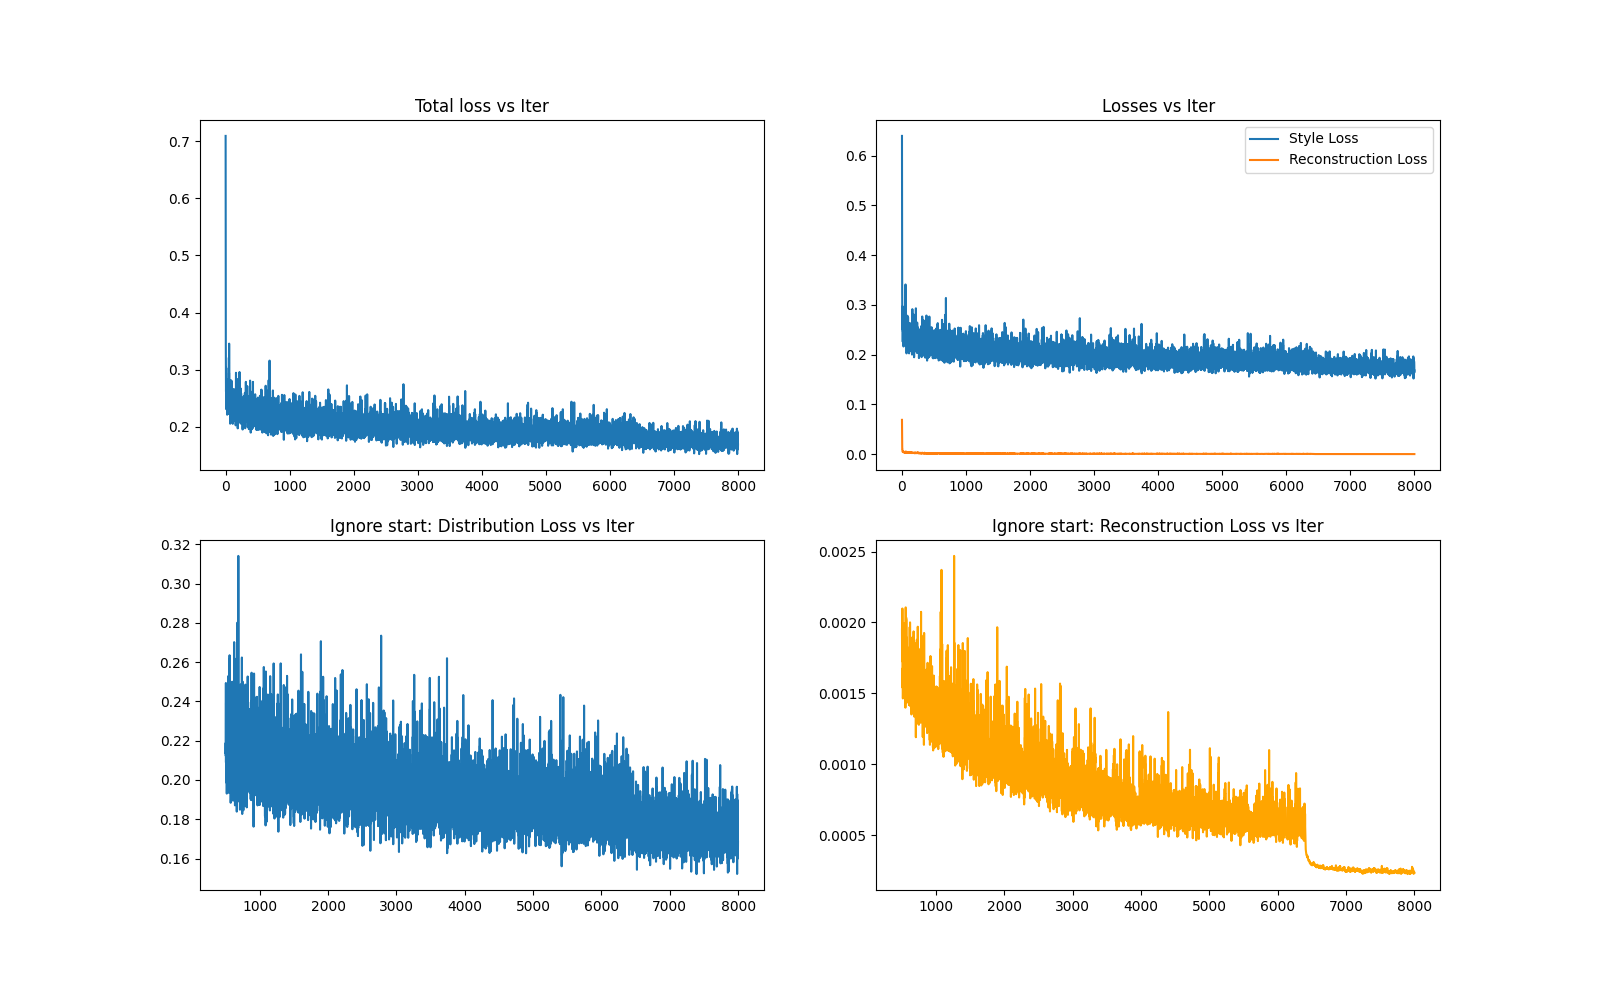 Total loss vs Iter
0.7
0.6
0.5
0.4
0.3
0.2
0 1000 2000 3000 4000 5000 6000 7000 8000
Losses vs Iter
Style Loss
Reconstruction Loss
0.6
0.5
0.4
0.3
0.2
0.1
0.0
0 1000 2000 3000 4000 5000 6000 7000 8000
Ignore start: Distribution Loss vs Iter
0.32
0.30
0.28
0.26
0.24
0.22
0.20
0.18
0.16
1000 2000 3000 4000 5000 6000 7000 8000
Ignore start: Reconstruction Loss vs Iter
0.0025
0.0020
0.0015
0.0010
0.0005
1000 2000 3000 4000 5000 6000 7000 8000